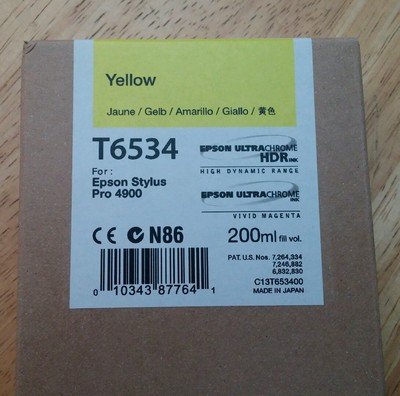 Yellow
Jaune / Gelb / Amarillo / Giallo / 黄色
T6534
For :
Epson Stylus
Pro 4900
EPSON ULTRACHROME
HDR INK
HIGH DYNAMIC RANGE
EPSON ULTRACHROME
INK
VIVID MAGENTA
CE N86
200ml fill vol.
PAT. U.S. Nos. 7,264,334
7,246,882
6,832,830
C13T653400
MADE IN JAPAN
0 10343 87764 1